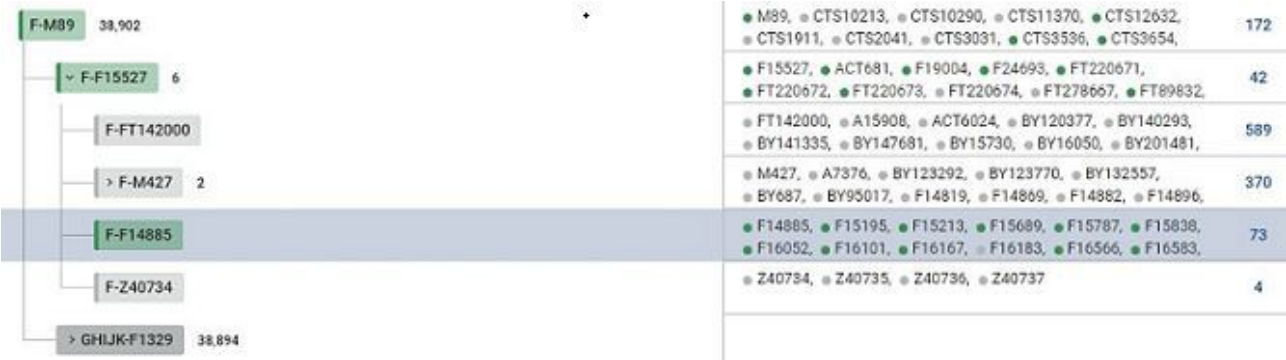 F-M89 38,902
M89, CTS10213, CTS10290, CTS11370, CTS12632,
CTS1911, CTS2041, CTS3031, CTS3536, CTS3654,
172
F-F15527 6
F15527, ACT681, F19004, F24693, FT220671,
FT220672, FT220673, FT220674, FT278667, FT89832,
42
F-FT142000
FT142000, A15908, ACT6024, BY120377, BY140293,
BY141335, BY147681, BY15730, BY16050, BY201481,
589
> F-M427 2
M427, A7376, BY123292, BY123770, BY132557,
BY687, BY95017, F14819, F14869, F14882, F14896,
370
F-F14885
F14885, F15195, F15213, F15689, F15787, F15838,
F16052, F16101, F16167, F16183, F16566, F16583,
73
F-Z40734
Z40734, Z40735, Z40736, Z40737
4
> GHIJK-F1329 38,894